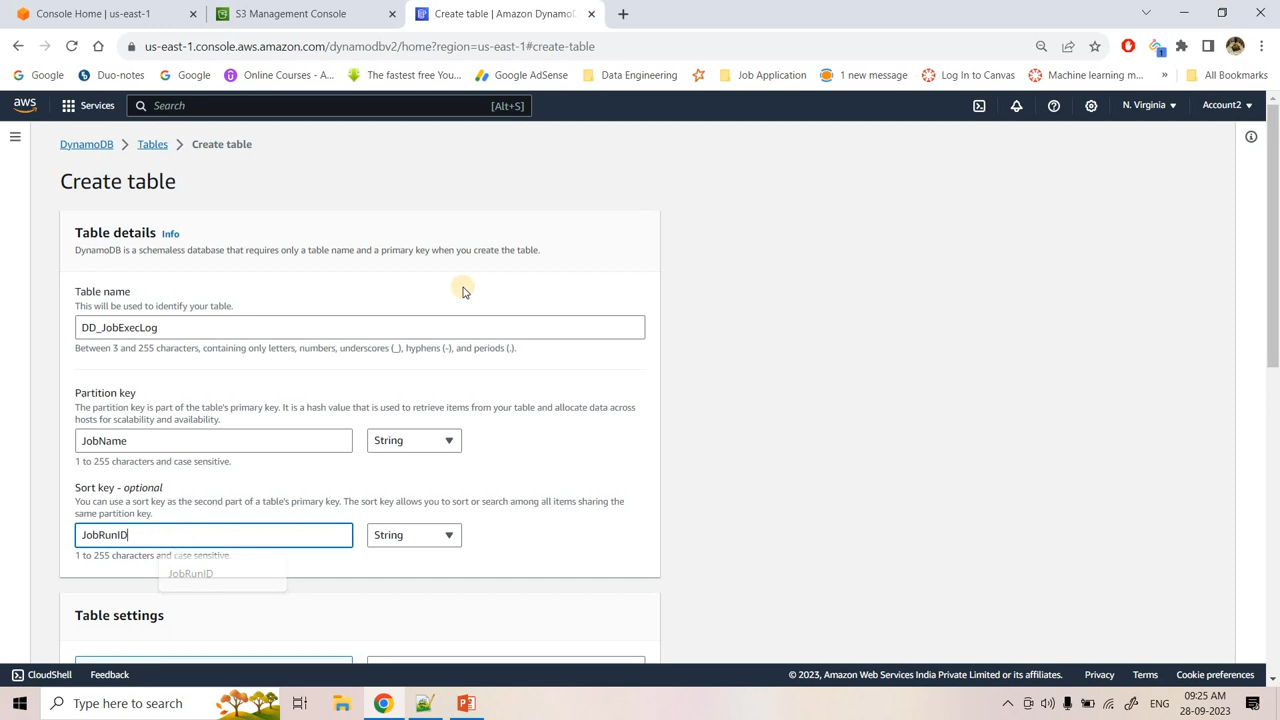 Console Home | us-east-1
S3 Management Console
Create table | Amazon Dynamo
us-east-1.console.aws.amazon.com/dynamodbv2/home?region=us-east-1#create-table
Google
Duo-notes
Google
Online Courses - A...
The fastest free You...
Google AdSense
Data Engineering
Job Application
1 new message
Log In to Canvas
Machine learning m...
»
All Bookmarks
aws
Services
Search
[Alt+S]
N. Virginia
Account2
DynamoDB
Tables
Create table
Create table
Table details Info
DynamoDB is a schemaless database that requires only a table name and a primary key when you create the table.
Table name
This will be used to identify your table.
DD_JobExecLog
Between 3 and 255 characters, containing only letters, numbers, underscores (_), hyphens (-), and periods (.).
Partition key
The partition key is part of the table's primary key. It is a hash value that is used to retrieve items from your table and allocate data across
hosts for scalability and availability.
JobName
String
1 to 255 characters and case sensitive.
Sort key - optional
You can use a sort key as the second part of a table's primary key. The sort key allows you to sort or search among all items sharing the
same partition key.
JobRunID
String
1 to 255 characters and case sensitive.
JobRunID
Table settings
CloudShell
Feedback
© 2023, Amazon Web Services India Private Limited or its affiliates.
Privacy
Terms
Cookie preferences
Type here to search
ENG
09:25 AM
28-09-2023